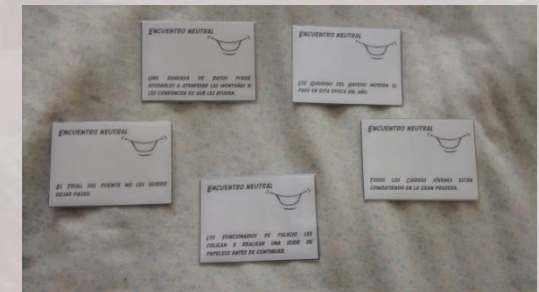 ENCUENTRO NEUTRAL
UNA BANDADA DE PATOS PUEDE
AYUDARLES A ATRAVESAR LAS MONTAÑAS SI
LES CONVENCEN DE QUE LES AYUDEN.
ENCUENTRO NEUTRAL
LOS GUARDIAS DEL IMPIDEN EL
PASO EN ESTA ÉPOCA DEL AÑO.
ENCUENTRO NEUTRAL
EL TROLL DEL PUENTE NO LES QUIERE
DEJAR PASAR.
ENCUENTRO NEUTRAL
LOS FUNCIONARIOS DE PALACIO LES
OBLIGAN A REALIZAR UNA SERIE DE
PAPELEOS ANTES DE CONTINUAR.
ENCUENTRO NEUTRAL
TODOS LOS CIERVOS JÓVENES ESTÁN
COMBATIENDO EN LA GRAN PRADERA.